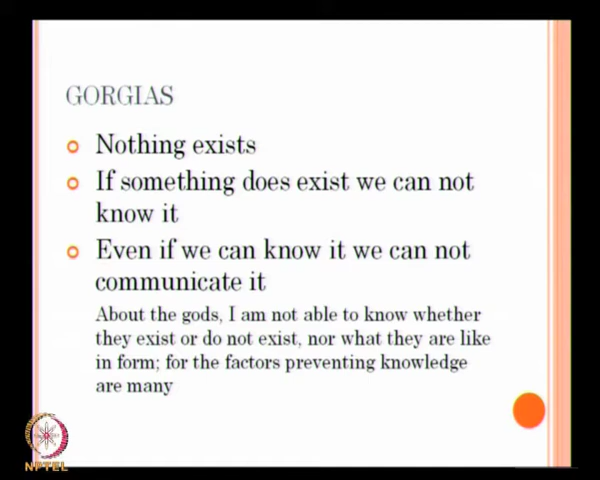 GORGIAS
Nothing exists
If something does exist we can not
know it
Even if we can know it we can not
communicate it
About the gods, I am not able to know whether
they exist or do not exist, nor what they are like
in form; for the factors preventing knowledge
are many
NPTEL